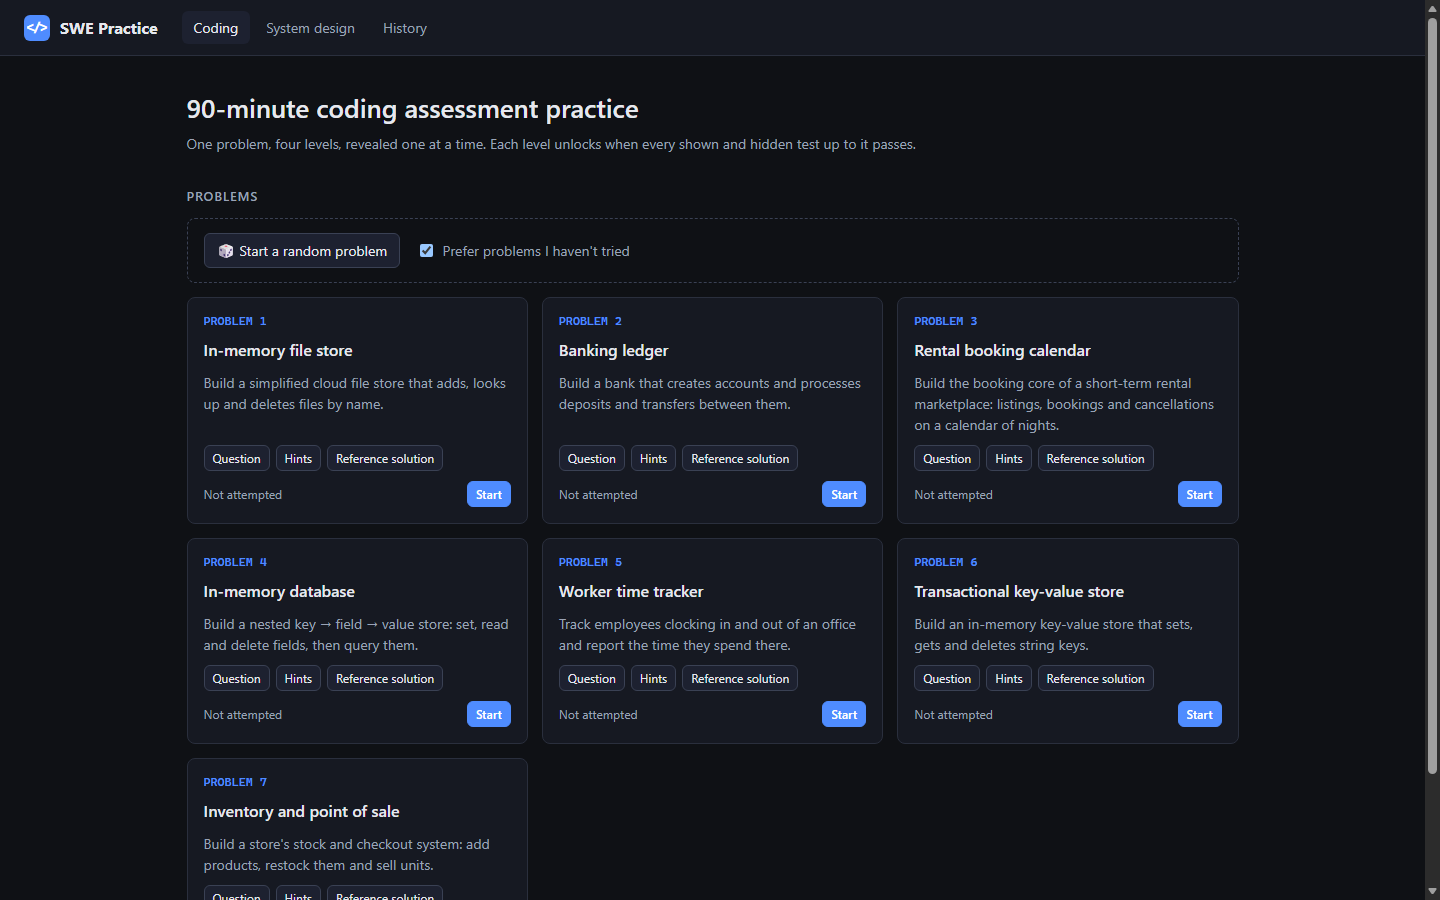 </> SWE Practice Coding System design History
90-minute coding assessment practice
One problem, four levels, revealed one at a time. Each level unlocks when every shown and hidden test up to it passes.
PROBLEMS
Start a random problem Prefer problems I haven't tried
PROBLEM 1
In-memory file store
Build a simplified cloud file store that adds, looks
up and deletes files by name.
Question Hints Reference solution
Not attempted Start
PROBLEM 2
Banking ledger
Build a bank that creates accounts and processes
deposits and transfers between them.
Question Hints Reference solution
Not attempted Start
PROBLEM 3
Rental booking calendar
Build the booking core of a short-term rental
marketplace: listings, bookings and cancellations
on a calendar of nights.
Question Hints Reference solution
Not attempted Start
PROBLEM 4
In-memory database
Build a nested key → field → value store: set, read
and delete fields, then query them.
Question Hints Reference solution
Not attempted Start
PROBLEM 5
Worker time tracker
Track employees clocking in and out of an office
and report the time they spend there.
Question Hints Reference solution
Not attempted Start
PROBLEM 6
Transactional key-value store
Build an in-memory key-value store that sets,
gets and deletes string keys.
Question Hints Reference solution
Not attempted Start
PROBLEM 7
Inventory and point of sale
Build a store's stock and checkout system: add
products, restock them and sell units.
Question Hints Reference solution